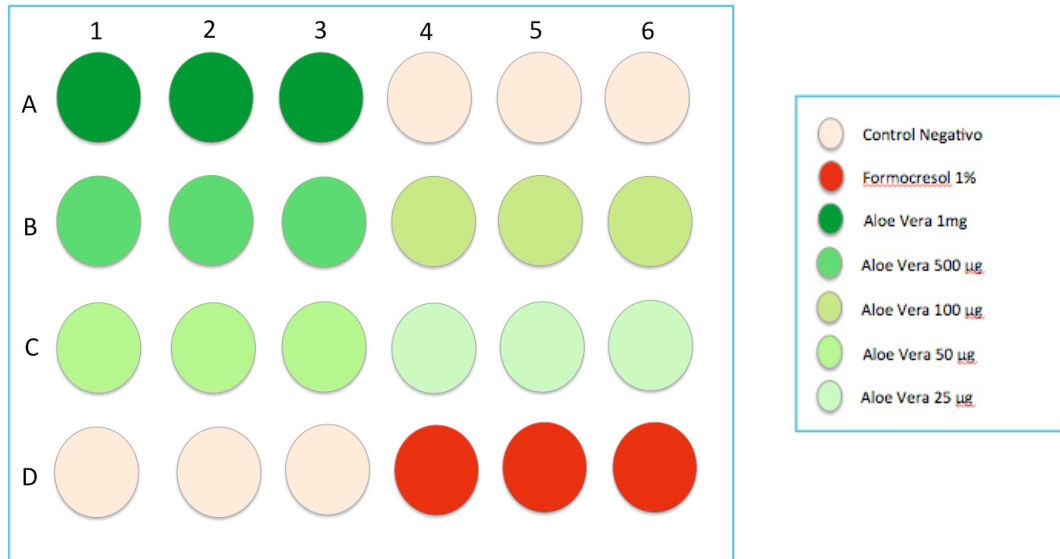 1 2 3 4 5 6
A
B
C
D
Control Negativo
Formocresol 1%
Aloe Vera 1mg
Aloe Vera 500 µg
Aloe Vera 100 µg
Aloe Vera 50 µg
Aloe Vera 25 µg